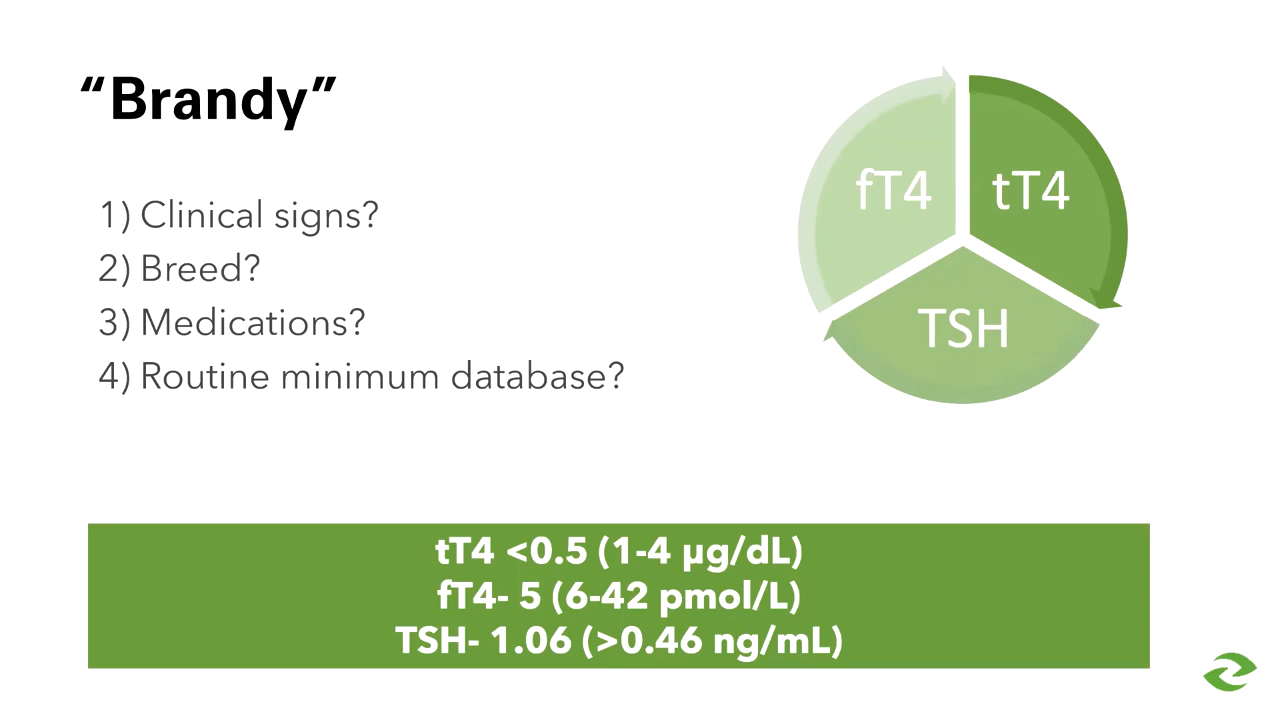 “Brandy”
1) Clinical signs?
2) Breed?
3) Medications?
4) Routine minimum database?
fT4
tT4
TSH
tT4 <0.5 (1-4 µg/dL)
fT4- 5 (6-42 pmol/L)
TSH- 1.06 (>0.46 ng/mL)